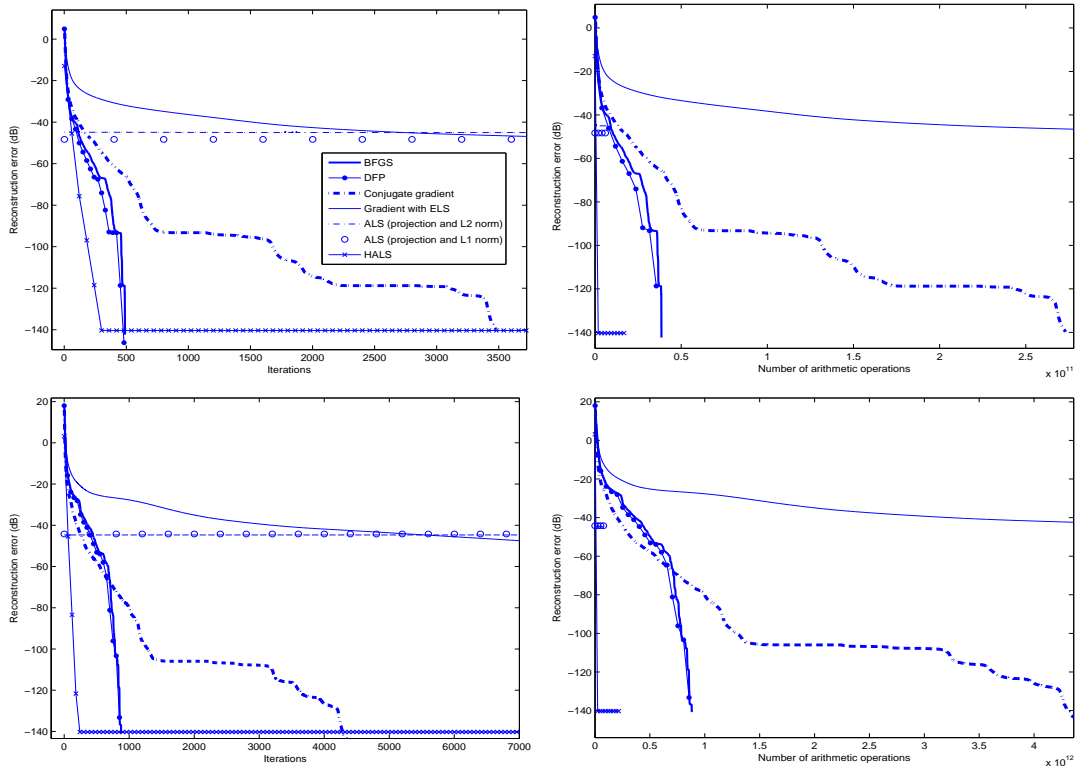 0
−20
−40
−60
−80
−100
−120
−140
Reconstruction error (dB)
0 500 1000 1500 2000 2500 3000 3500
Iterations
BFGS
DFP
Conjugate gradient
Gradient with ELS
ALS (projection and L2 norm)
ALS (projection and L1 norm)
HALS
0
−20
−40
−60
−80
−100
−120
−140
Reconstruction error (dB)
0 0.5 1 1.5 2 2.5
Number of arithmetic operations
x 10^11
20
0
−20
−40
−60
−80
−100
−120
−140
Reconstruction error (dB)
0 1000 2000 3000 4000 5000 6000 7000
Iterations
20
0
−20
−40
−60
−80
−100
−120
−140
Reconstruction error (dB)
0 0.5 1 1.5 2 2.5 3 3.5 4
Number of arithmetic operations
x 10^12